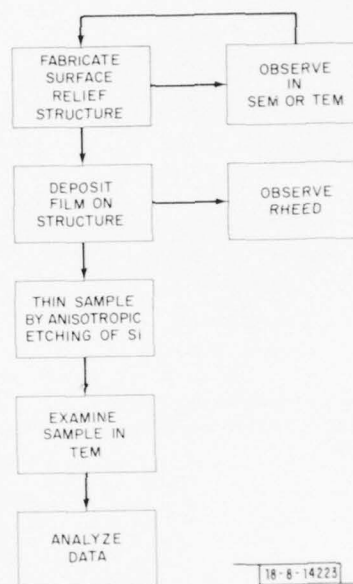 FABRICATE
SURFACE
RELIEF
STRUCTURE
OBSERVE
IN
SEM OR TEM
DEPOSIT
FILM ON
STRUCTURE
OBSERVE
RHEED
THIN SAMPLE
BY ANISOTROPIC
ETCHING OF Si
EXAMINE
SAMPLE IN
TEM
ANALYZE
DATA
18-8-14223